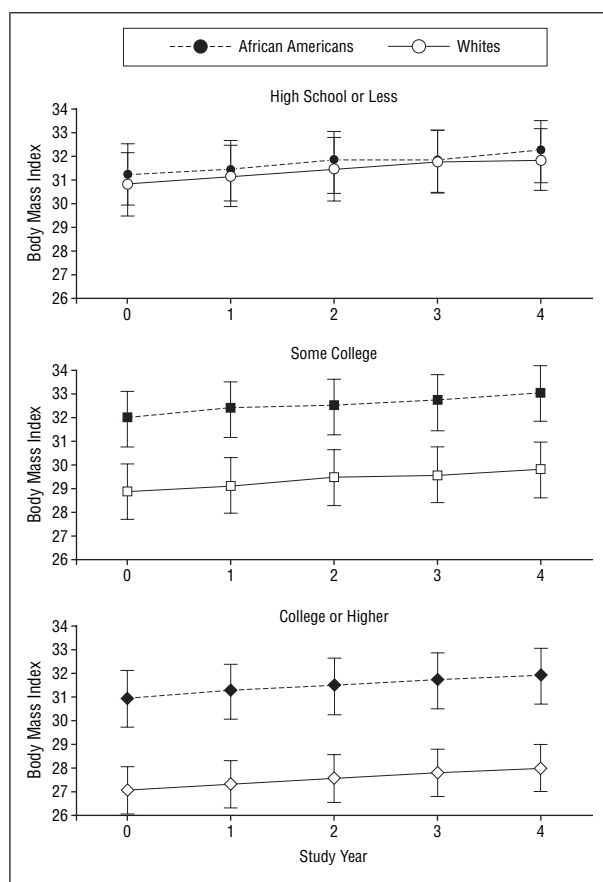 African Americans Whites
High School or Less
34
33
32
31
30
29
28
27
26
Body Mass Index
0 1 2 3 4
Some College
34
33
32
31
30
29
28
27
26
Body Mass Index
0 1 2 3 4
College or Higher
34
33
32
31
30
29
28
27
26
Body Mass Index
0 1 2 3 4
Study Year